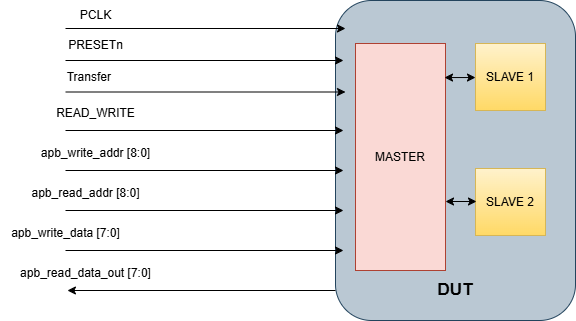 PCLK
PRESETn
Transfer
READ_WRITE
apb_write_addr [8:0]
apb_read_addr [8:0]
apb_write_data [7:0]
apb_read_data_out [7:0]
MASTER
SLAVE 1
SLAVE 2
DUT